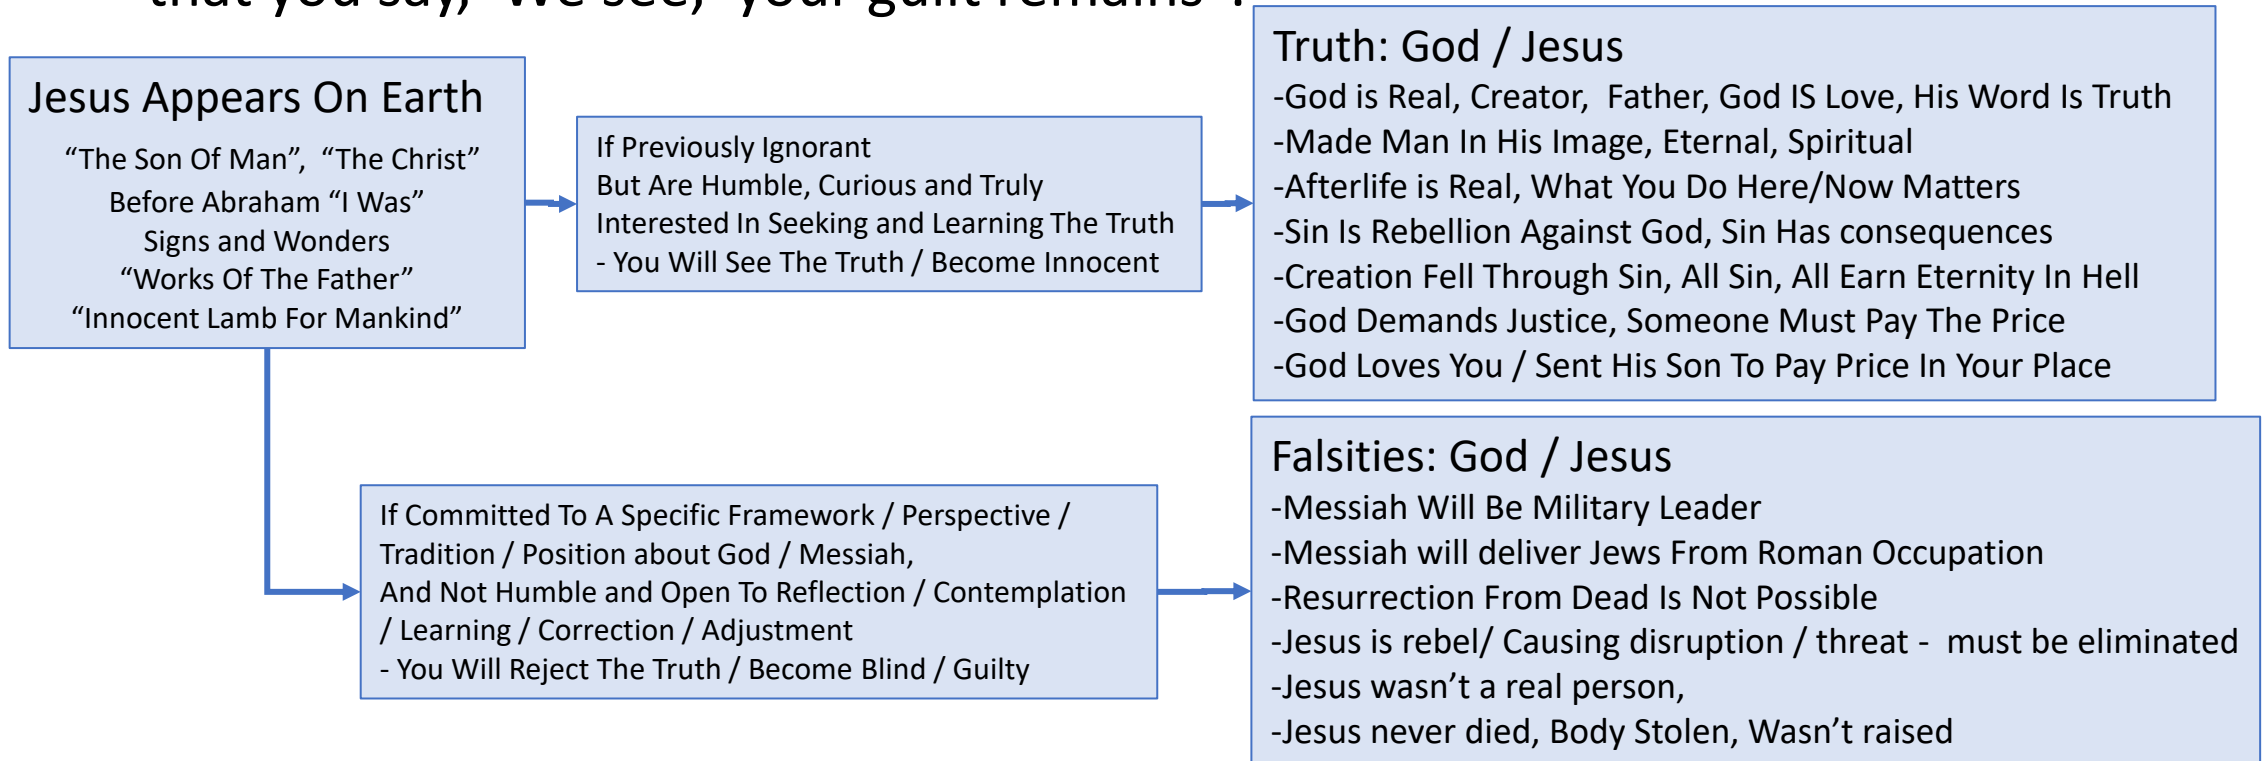 that you say, ‘We see,’ your guilt remains”.
Jesus Appears On Earth
“The Son Of Man”, “The Christ”
Before Abraham “I Was”
Signs and Wonders
“Works Of The Father”
“Innocent Lamb For Mankind”
If Previously Ignorant
But Are Humble, Curious and Truly
Interested In Seeking and Learning The Truth
- You Will See The Truth / Become Innocent
Truth: God / Jesus
-God is Real, Creator, Father, God IS Love, His Word Is Truth
-Made Man In His Image, Eternal, Spiritual
-Afterlife is Real, What You Do Here/Now Matters
-Sin Is Rebellion Against God, Sin Has consequences
-Creation Fell Through Sin, All Sin, All Earn Eternity In Hell
-God Demands Justice, Someone Must Pay The Price
-God Loves You / Sent His Son To Pay Price In Your Place
If Committed To A Specific Framework / Perspective /
Tradition / Position about God / Messiah,
And Not Humble and Open To Reflection / Contemplation
/ Learning / Correction / Adjustment
- You Will Reject The Truth / Become Blind / Guilty
Falsities: God / Jesus
-Messiah Will Be Military Leader
-Messiah will deliver Jews From Roman Occupation
-Resurrection From Dead Is Not Possible
-Jesus is rebel/ Causing disruption / threat - must be eliminated
-Jesus wasn’t a real person,
-Jesus never died, Body Stolen, Wasn’t raised